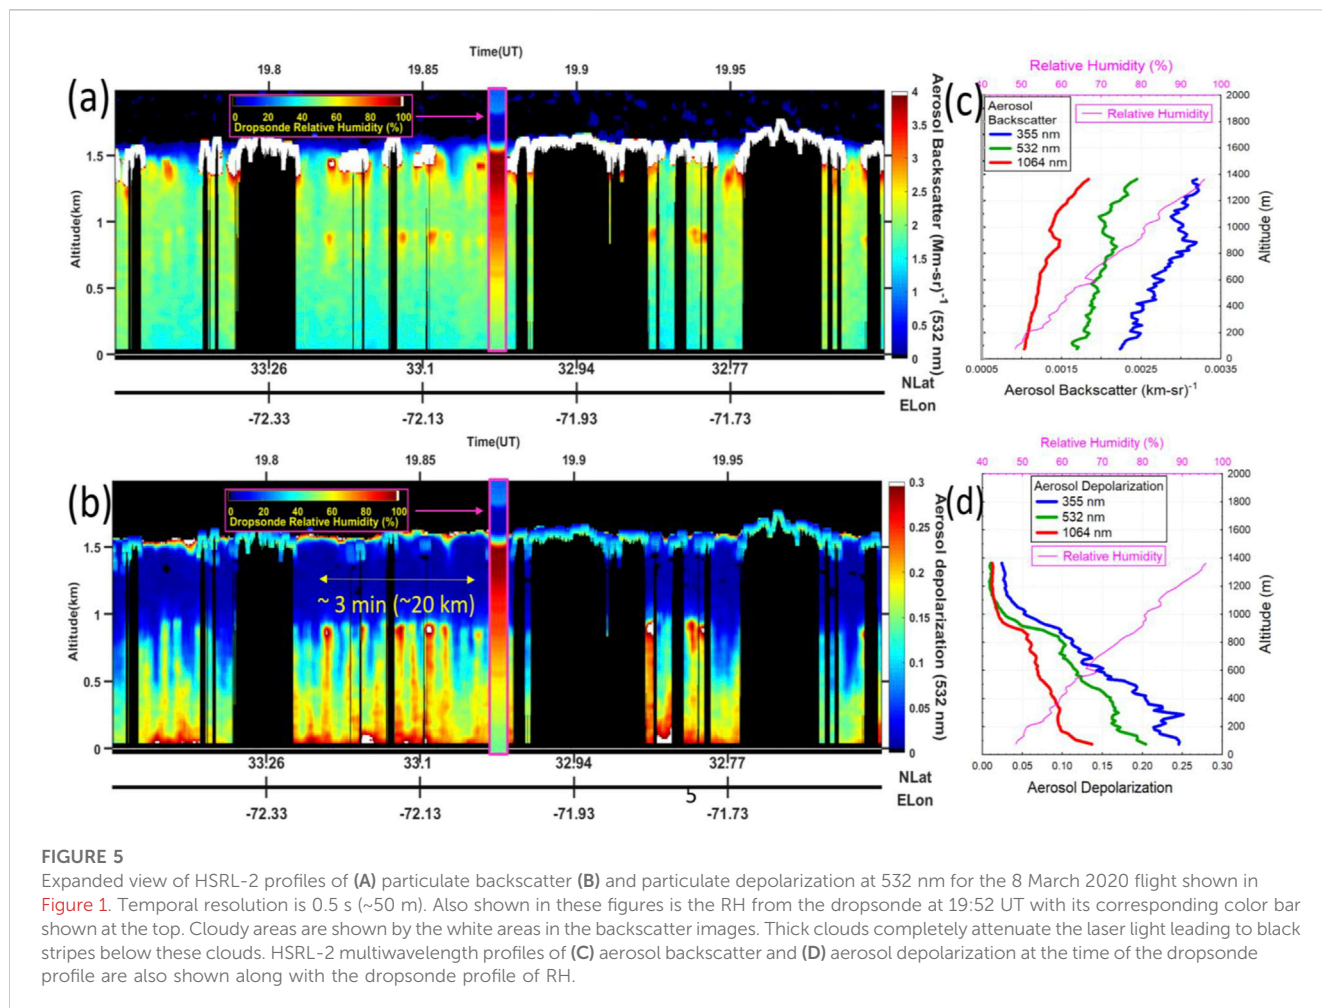 Time(UT)
19.8 19.85 19.9 19.95
(a)
0 20 40 60 80 100
Dropsonde Relative Humidity (%)
Altitude(km)
1.5
1
0.5
0
33.26 33.1 32.94 32.77
NLat
ELon
-72.33 -72.13 -71.93 -71.73
4
3.5
3
2.5
2
1.5
1
0.5
0
Aerosol Backscatter (Mm-sr)-1 (532 nm)
(c)
Relative Humidity (%)
40 50 60 70 80 90 96
Aerosol
Backscatter
355 nm
532 nm
1064 nm
Relative Humidity
2000
1800
1600
1400
1200
1000
800
600
400
200
0
Altitude (m)
0.0005 0.0015 0.0025 0.0035
Aerosol Backscatter (km-sr)-1
Time(UT)
19.8 19.85 19.9 19.95
(b)
0 20 40 60 80 100
Dropsonde Relative Humidity (%)
~ 3 min (~20 km)
Altitude(km)
1.5
1
0.5
0
33.26 33.1 32.94 32.77
NLat
5
ELon
-72.33 -72.13 -71.93 -71.73
0.3
0.25
0.2
0.15
0.1
0.05
0
Aerosol depolarization (532 nm)
(d)
Relative Humidity (%)
40 50 60 70 80 90 96
Aerosol Depolarization
355 nm
532 nm
1064 nm
Relative Humidity
2000
1800
1600
1400
1200
1000
800
600
400
200
0
Altitude (m)
0.00 0.05 0.10 0.15 0.20 0.25 0.30
Aerosol Depolarization
FIGURE 5
Expanded view of HSRL-2 profiles of (A) particulate backscatter (B) and particulate depolarization at 532 nm for the 8 March 2020 flight shown in
Figure 1. Temporal resolution is 0.5 s (~50 m). Also shown in these figures is the RH from the dropsonde at 19:52 UT with its corresponding color bar
shown at the top. Cloudy areas are shown by the white areas in the backscatter images. Thick clouds completely attenuate the laser light leading to black
stripes below these clouds. HSRL-2 multiwavelength profiles of (C) aerosol backscatter and (D) aerosol depolarization at the time of the dropsonde
profile are also shown along with the dropsonde profile of RH.